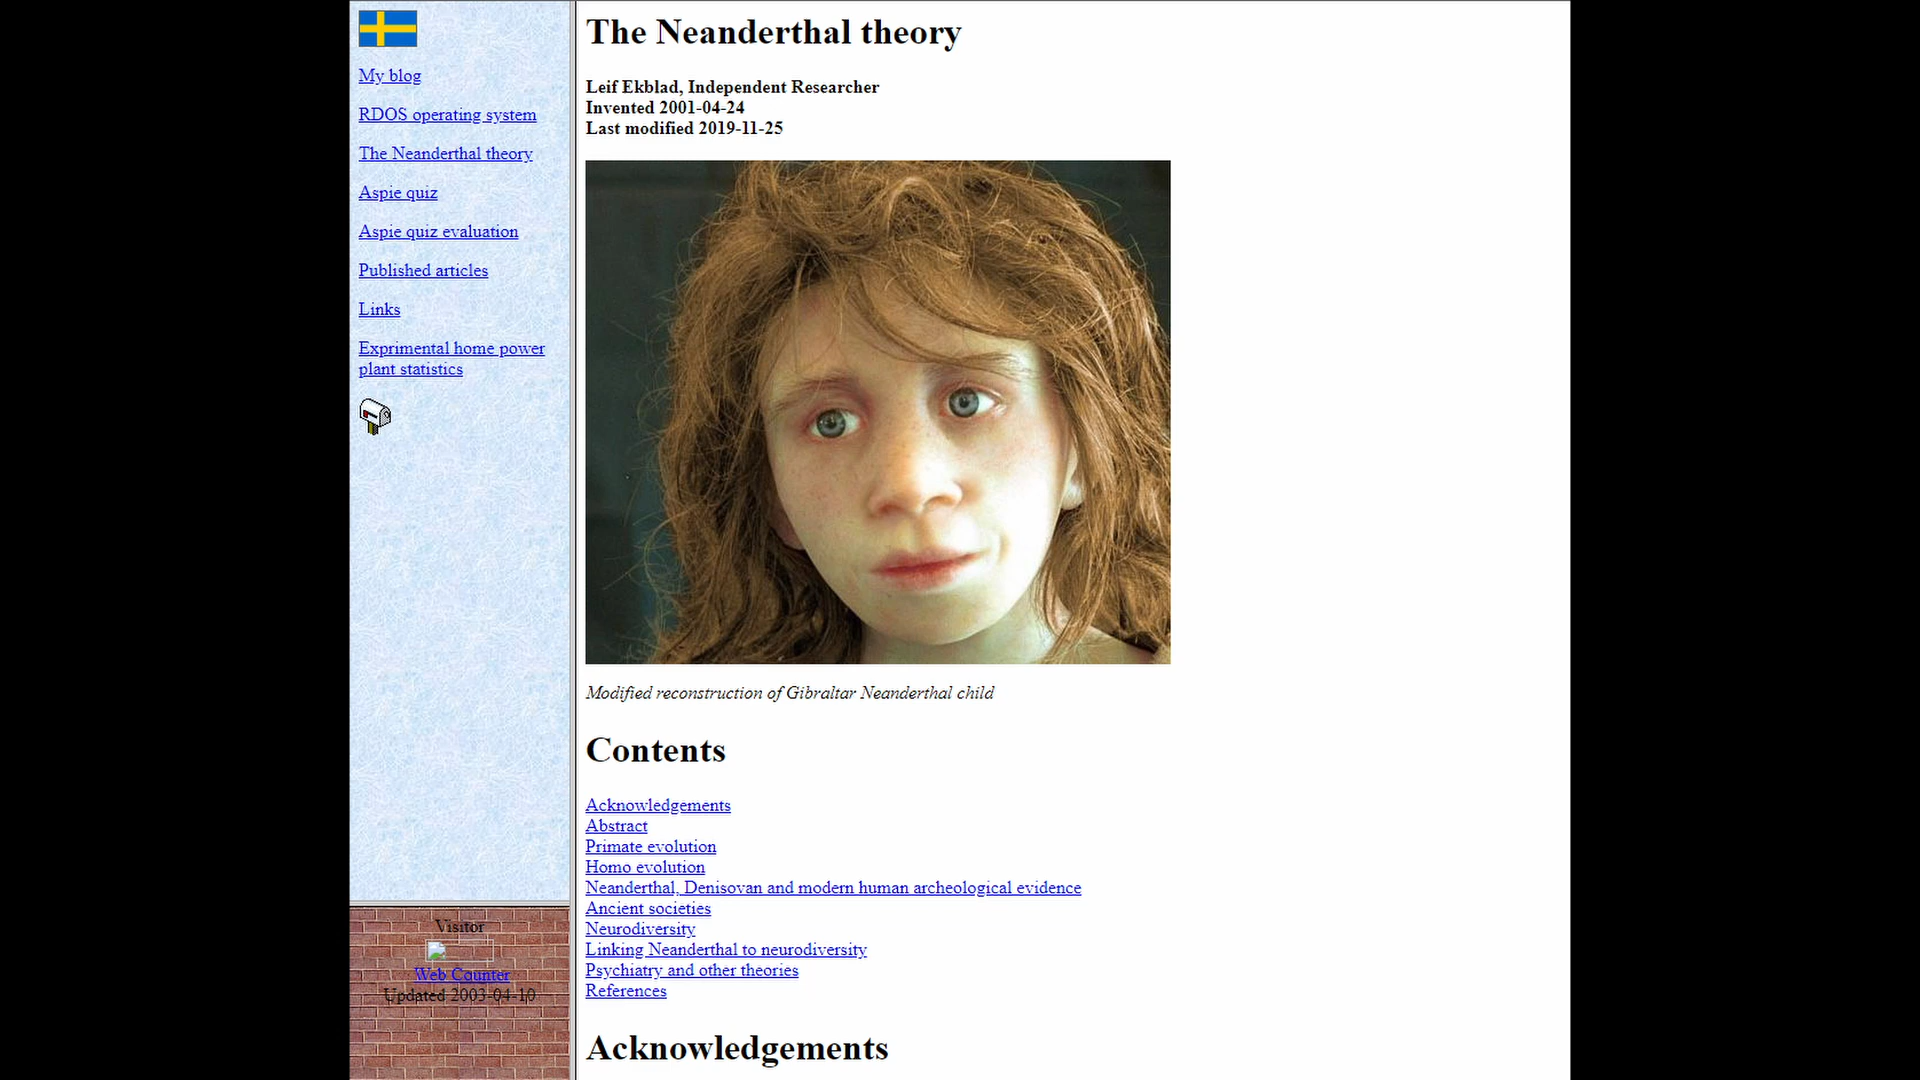 My blog
RDOS operating system
The Neanderthal theory
Aspie quiz
Aspie quiz evaluation
Published articles
Links
Exprimental home power
plant statistics
Visitor
Web Counter
Updated 2003-04-10
The Neanderthal theory
Leif Ekblad, Independent Researcher
Invented 2001-04-24
Last modified 2019-11-25
Modified reconstruction of Gibraltar Neanderthal child
Contents
Acknowledgements
Abstract
Primate evolution
Homo evolution
Neanderthal, Denisovan and modern human archeological evidence
Ancient societies
Neurodiversity
Linking Neanderthal to neurodiversity
Psychiatry and other theories
References
Acknowledgements